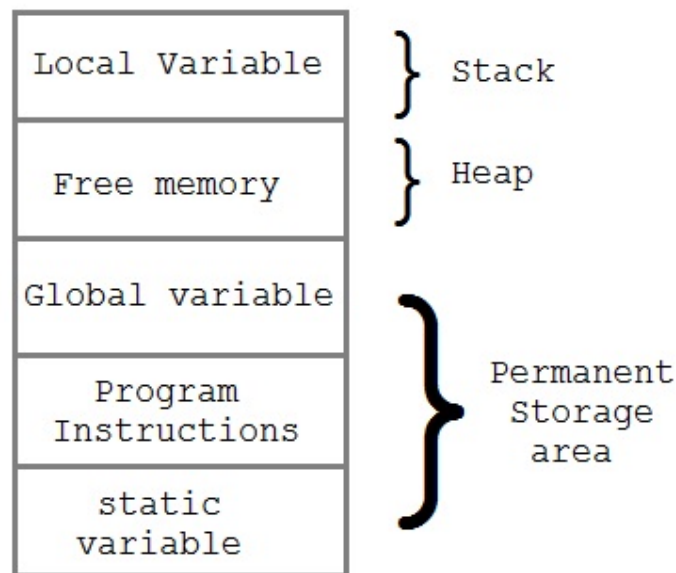 Local Variable
Stack
Free memory
Heap
Global variable
Program
Instructions
static
variable
Permanent
Storage
area